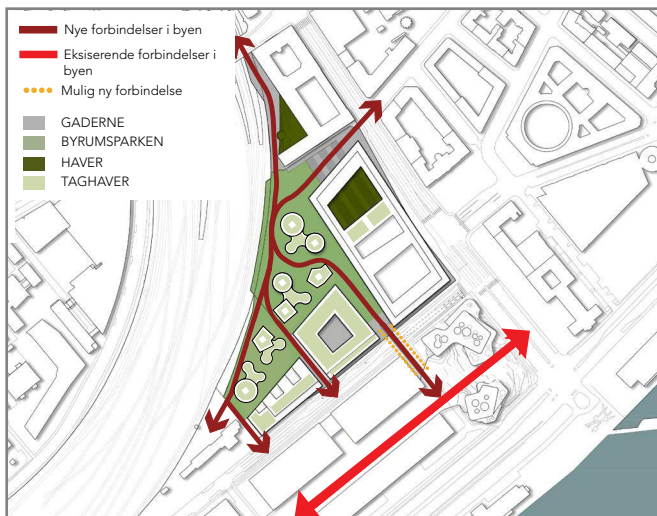 Nye forbindelser i byen
Eksiserende forbindelser i
byen
Mulig ny forbindelse
GADERNE
BYRUMSPARKEN
HAVER
TAGHAVER